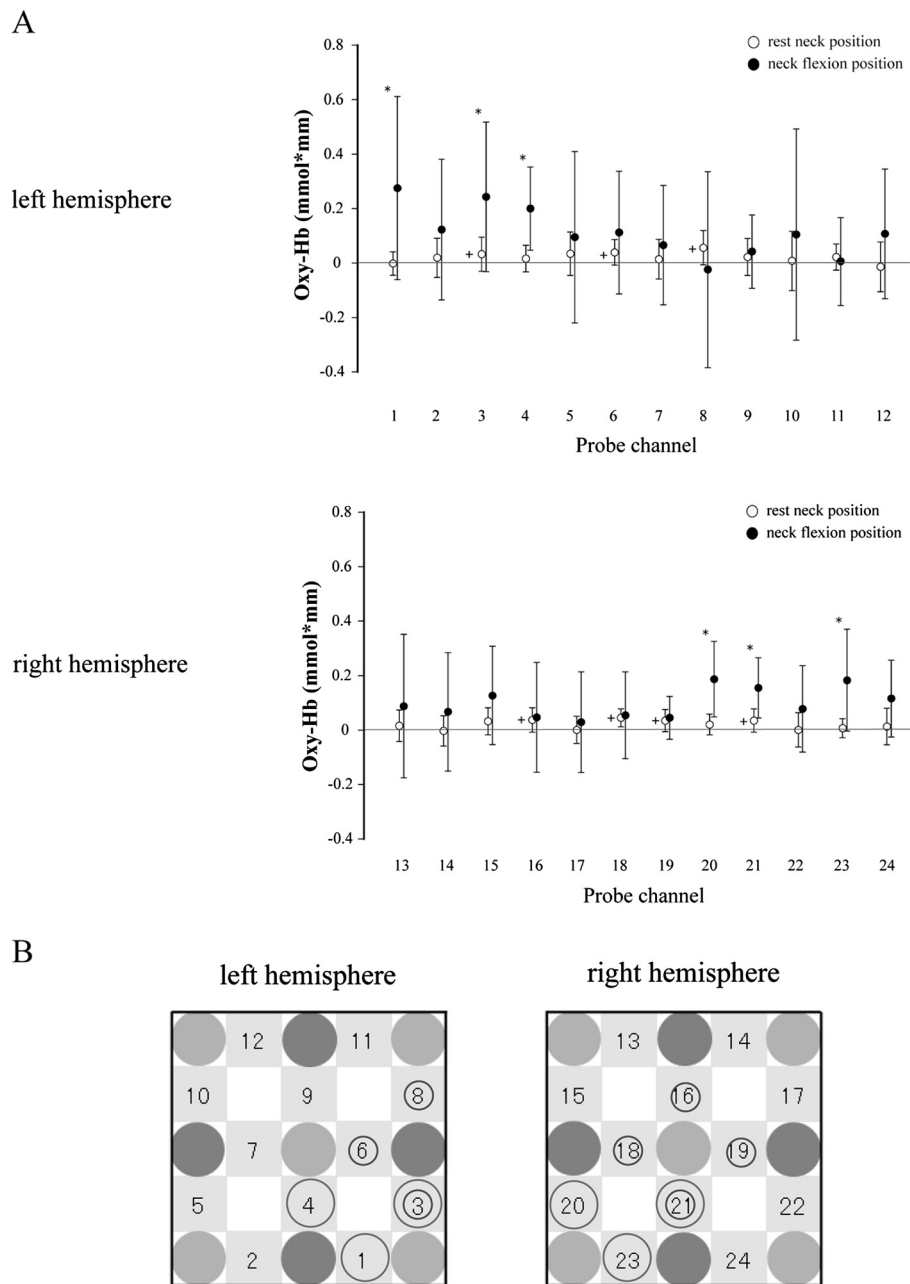 A
rest neck position
neck flexion position
left hemisphere
Oxy-Hb (mmol*mm)
0.8
0.6
0.4
0.2
0
-0.2
-0.4
*
*
*
+
+
+
1 2 3 4 5 6 7 8 9 10 11 12
Probe channel
rest neck position
neck flexion position
right hemisphere
Oxy-Hb (mmol*mm)
0.8
0.6
0.4
0.2
0
-0.2
-0.4
*
*
*
+
+
+
+
13 14 15 16 17 18 19 20 21 22 23 24
Probe channel
B
left hemisphere
12 11
10 9 8
7 6
5 4 3
2 1
right hemisphere
13 14
15 16 17
18 19
20 21 22
23 24